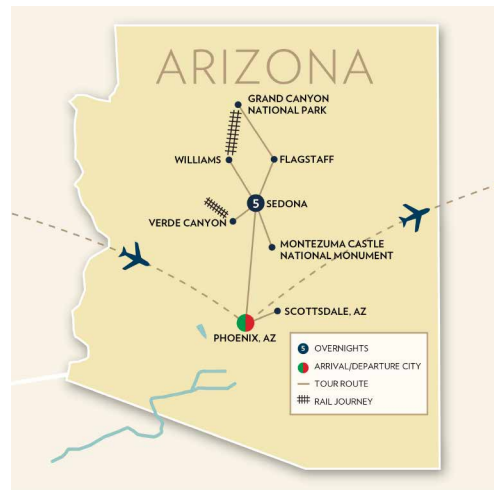 ARIZONA
GRAND CANYON
NATIONAL PARK
WILLIAMS
FLAGSTAFF
5
SEDONA
VERDE CANYON
MONTEZUMA CASTLE
NATIONAL MONUMENT
SCOTTSDALE, AZ
PHOENIX, AZ
5 OVERNIGHTS
ARRIVAL/DEPARTURE CITY
TOUR ROUTE
RAIL JOURNEY